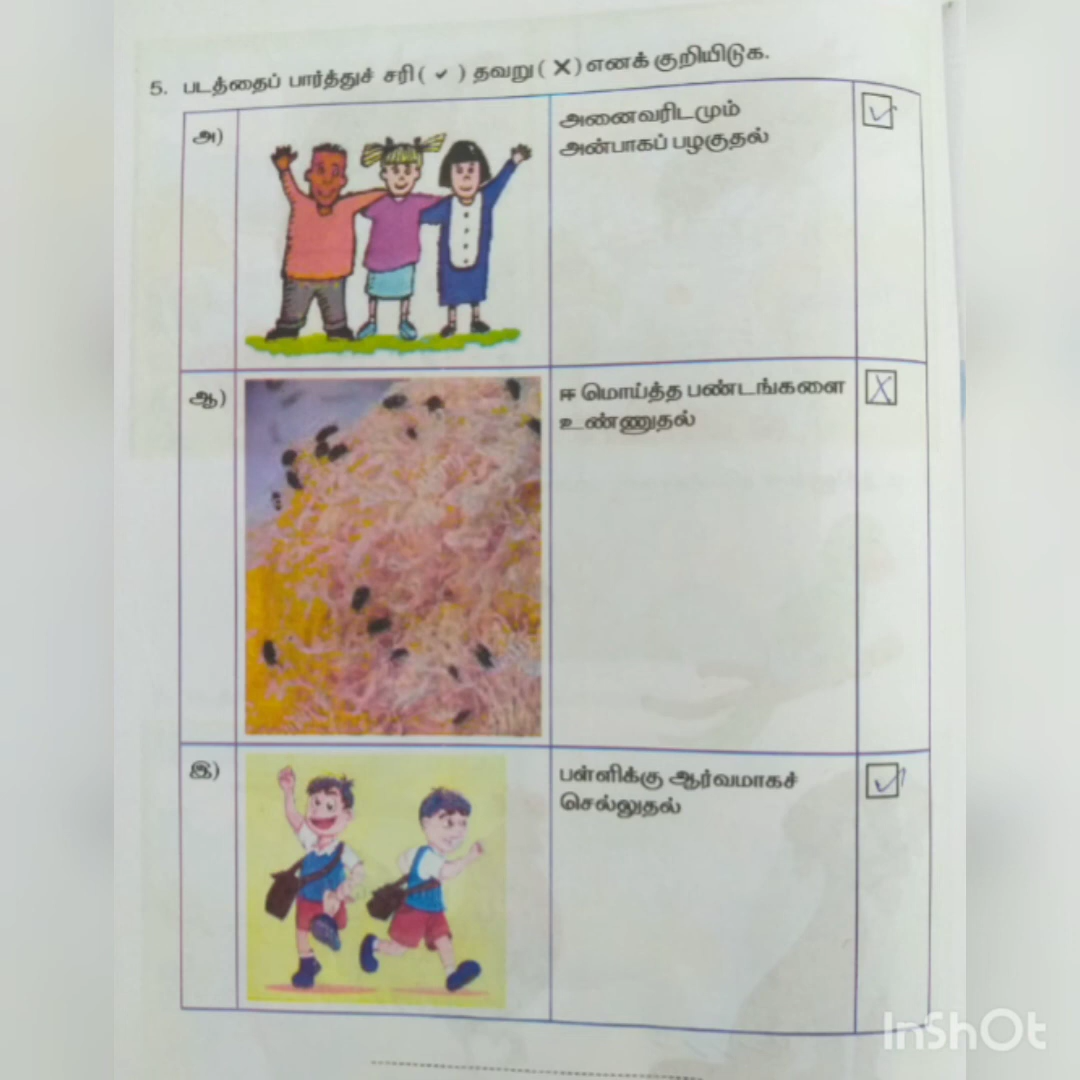 5. படத்தைப் பார்த்துச் சரி ( ✓ ) தவறு ( X ) எனக் குறியிடுக.
அ)
அனைவரிடமும்
அன்பாகப் பழகுதல்
✓
ஆ)
ஈ மொய்த்த பண்டங்களை
உண்ணுதல்
X
இ)
பள்ளிக்கு ஆர்வமாகச்
செல்லுதல்
✓
InShOt